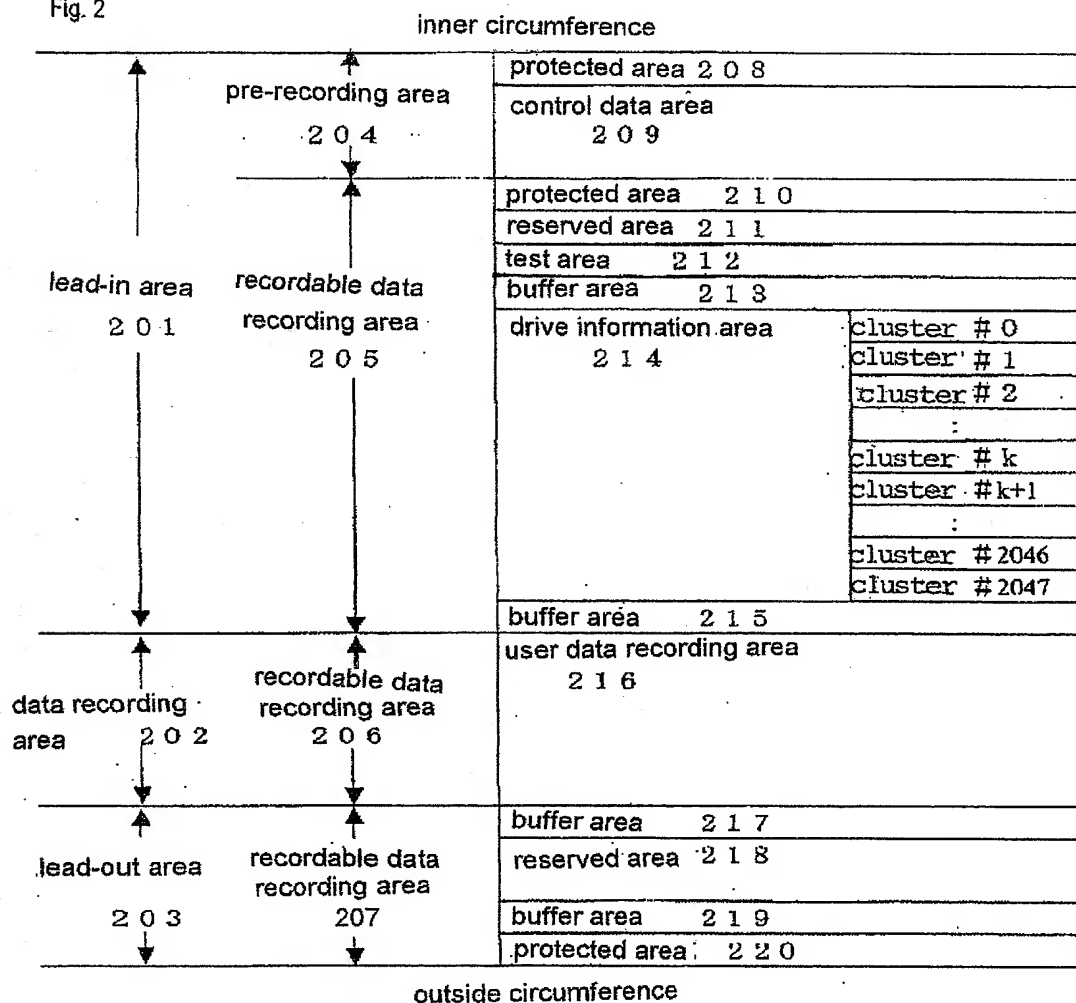 Fig. 2
inner circumference
protected area 208
pre-recording area
204
control data area
209
protected area 210
reserved area 211
test area 212
lead-in area
201
recordable data
recording area
205
buffer area 213
drive information area
214
cluster #0
cluster #1
cluster #2
:
cluster #k
cluster #k+1
:
cluster #2046
cluster #2047
buffer area 215
data recording
area 202
recordable data
recording area
206
user data recording area
216
lead-out area
203
recordable data
recording area
207
buffer area 217
reserved area 218
buffer area 219
protected area 220
outside circumference